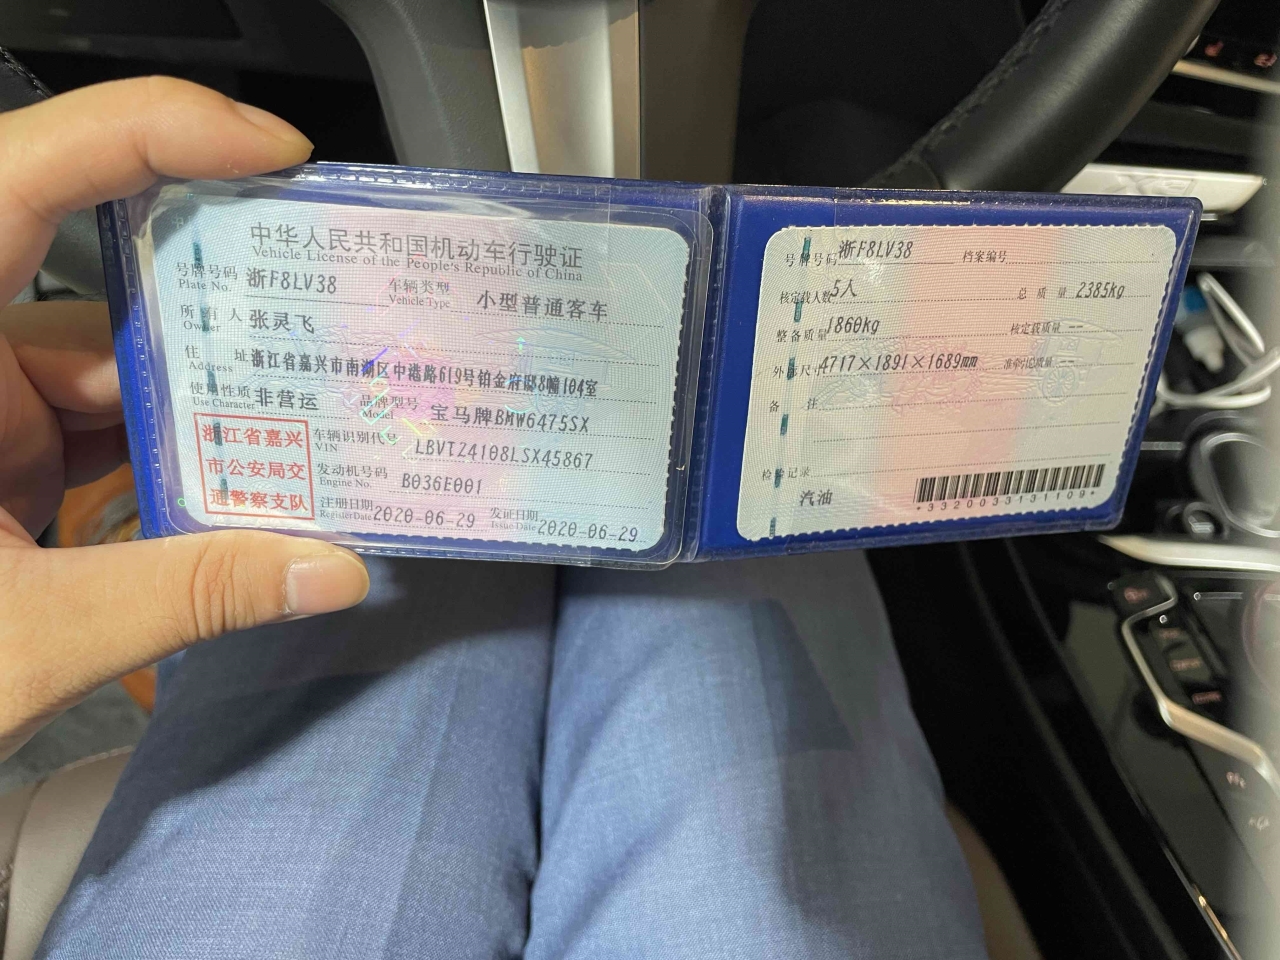 中华人民共和国机动车行驶证
Vehicle License of the People's Republic of China
号牌号码 浙F8LV38 车辆类型 小型普通客车
Plate No. Vehicle Type
所有人 张灵飞
Owner
住址 浙江省嘉兴市南湖区中港路619号铂金府邸8幢104室
Address
使用性质 非营运 品牌型号 宝马牌BMW6475SX
Use Character Model
浙江省嘉兴
市公安局交
通警察支队
车辆识别代号 LBVTZ4108LSX45867
VIN
发动机号码 B036E001
Engine No.
注册日期 2020-06-29 发证日期 2020-06-29
Register Date Issue Date
号牌号码 浙F8LV38 档案编号
核定载人数 5人 总质量 2385kg
整备质量 1860kg 核定载质量 --
外廓尺寸 4717×1891×1689mm 准牵引总质量 --
备注
检验记录
汽油
*3320033131109*